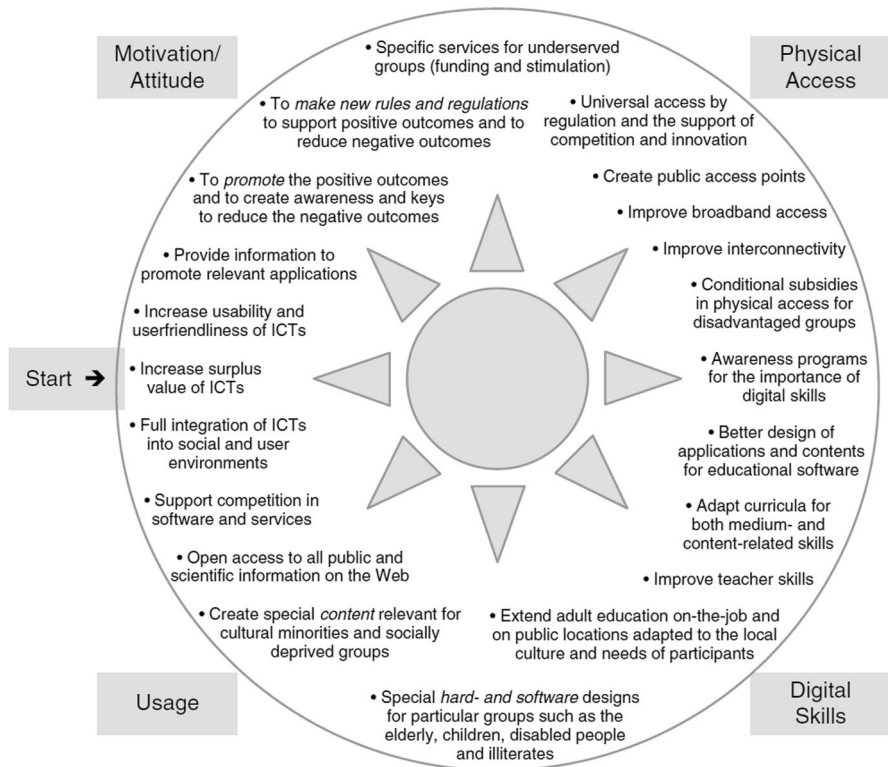 Motivation/
Attitude
• Specific services for underserved
groups (funding and stimulation)
Physical
Access
• To make new rules and regulations
to support positive outcomes and to
reduce negative outcomes
• Universal access by
regulation and the support of
competition and innovation
• To promote the positive outcomes
and to create awareness and keys
to reduce the negative outcomes
• Create public access points
• Improve broadband access
• Provide information to
promote relevant applications
• Improve interconnectivity
• Increase usability and
userfriendliness of ICTs
• Conditional subsidies
in physical access for
disadvantaged groups
Start ➔
• Increase surplus
value of ICTs
• Awareness programs
for the importance of
digital skills
• Full integration of ICTs
into social and user
environments
• Better design of
applications and contents
for educational software
• Support competition in
software and services
• Adapt curricula for
both medium- and
content-related skills
• Open access to all public and
scientific information on the Web
• Improve teacher skills
• Create special content relevant for
cultural minorities and socially
deprived groups
• Extend adult education on-the-job and
on public locations adapted to the local
culture and needs of participants
Usage
• Special hard- and software designs
for particular groups such as the
elderly, children, disabled people
and illiterates
Digital
Skills